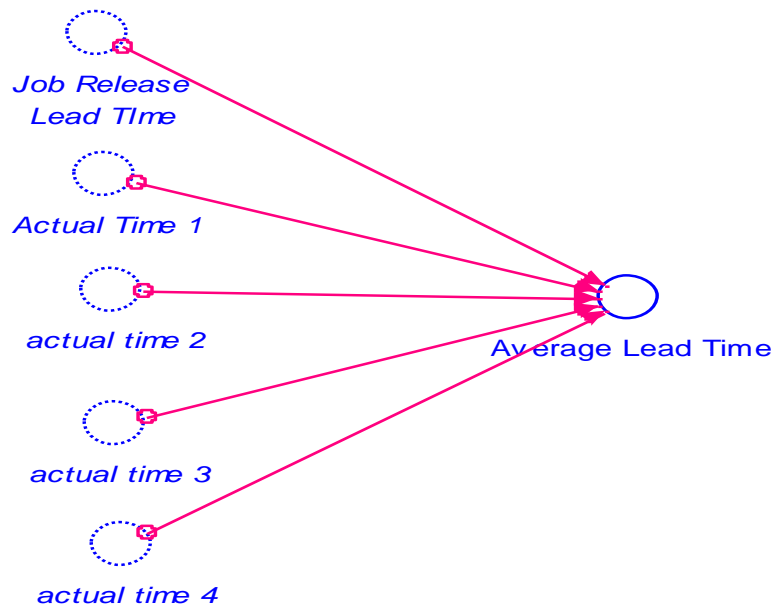 Job Release
Lead TIme
Actual Time 1
actual time 2
Average Lead Time
actual time 3
actual time 4